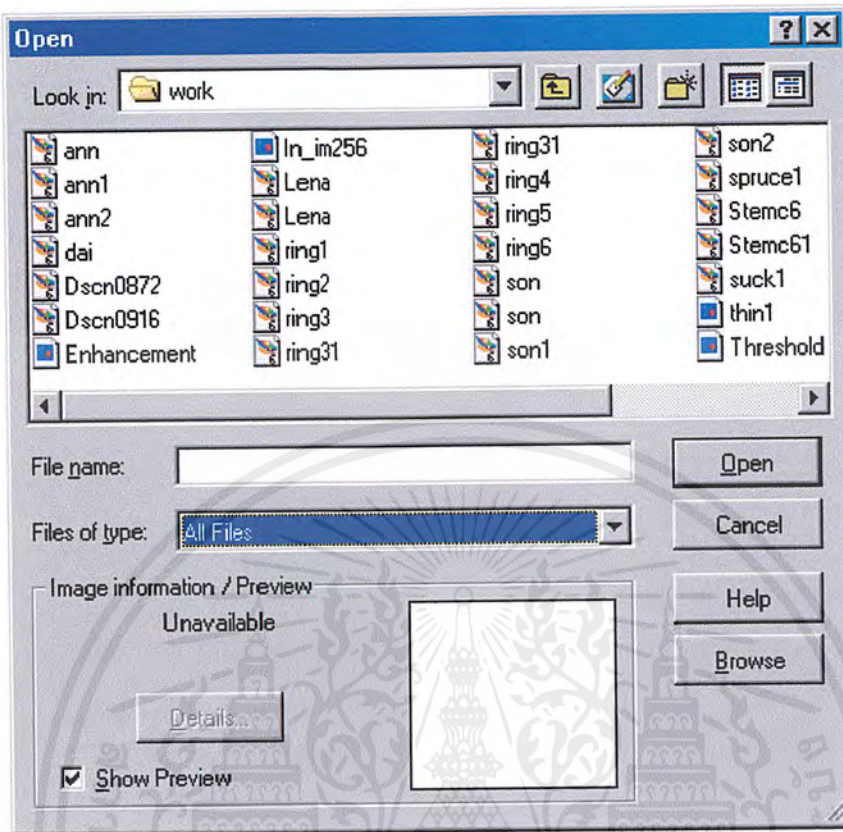 Open
Look in: work
ann
ann1
ann2
dai
Dscn0872
Dscn0916
Enhancement
In_im256
Lena
Lena
ring1
ring2
ring3
ring31
ring31
ring4
ring5
ring6
son
son
son1
son2
spruce1
Stemc6
Stemc61
suck1
thin1
Threshold
File name:
Open
Files of type: All Files
Cancel
Image information / Preview
Unavailable
Help
Browse
Details...
Show Preview